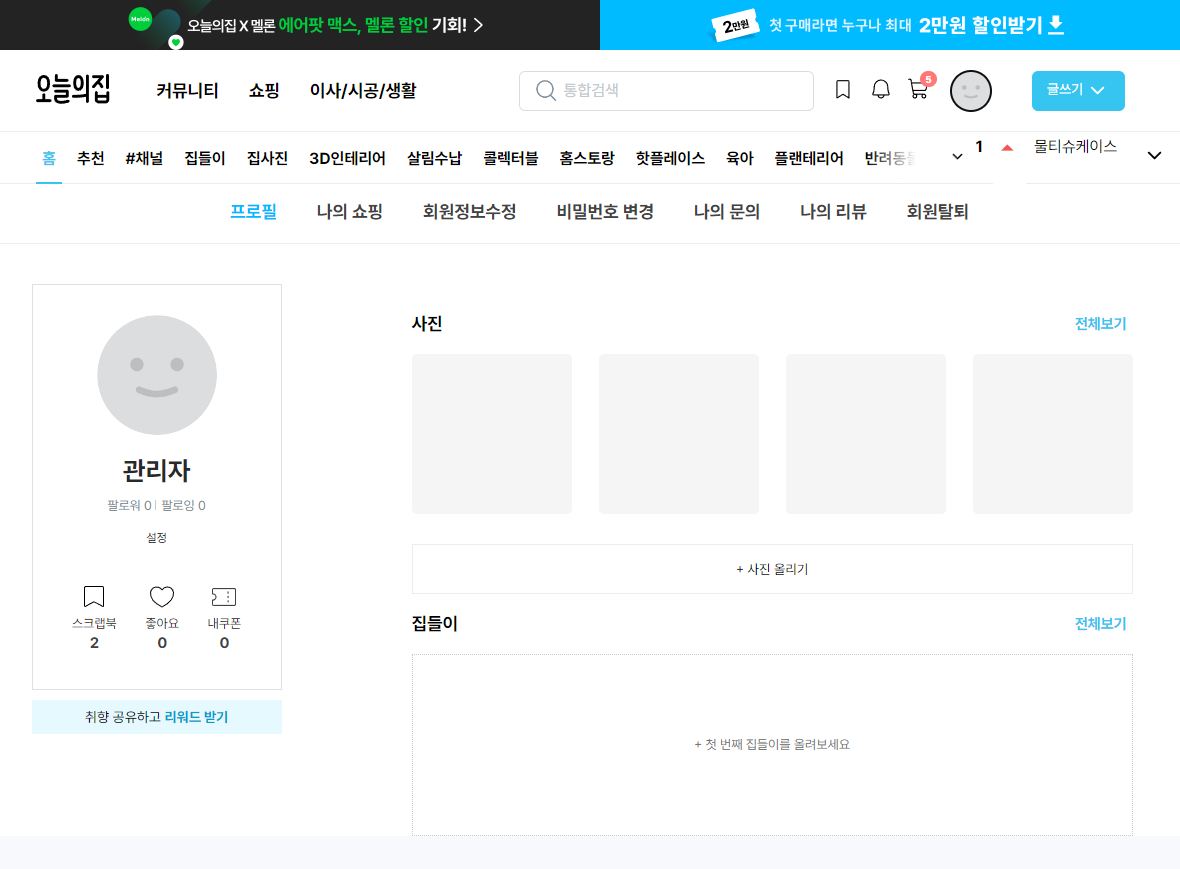 Melon 오늘의집 X 멜론 에어팟 맥스, 멜론 할인 기회!
2만원 첫 구매라면 누구나 최대 2만원 할인받기
오늘의집 커뮤니티 쇼핑 이사/시공/생활 통합검색 5 글쓰기
홈 추천 #채널 집들이 집사진 3D인테리어 살림수납 콜렉터블 홈스토랑 핫플레이스 육아 플랜테리어 반려동물 1 물티슈케이스
프로필 나의 쇼핑 회원정보수정 비밀번호 변경 나의 문의 나의 리뷰 회원탈퇴
관리자
팔로워 0 | 팔로잉 0
설정
스크랩북 좋아요 내쿠폰
2 0 0
취향 공유하고 리워드 받기
사진 전체보기
+ 사진 올리기
집들이 전체보기
+ 첫 번째 집들이를 올려보세요